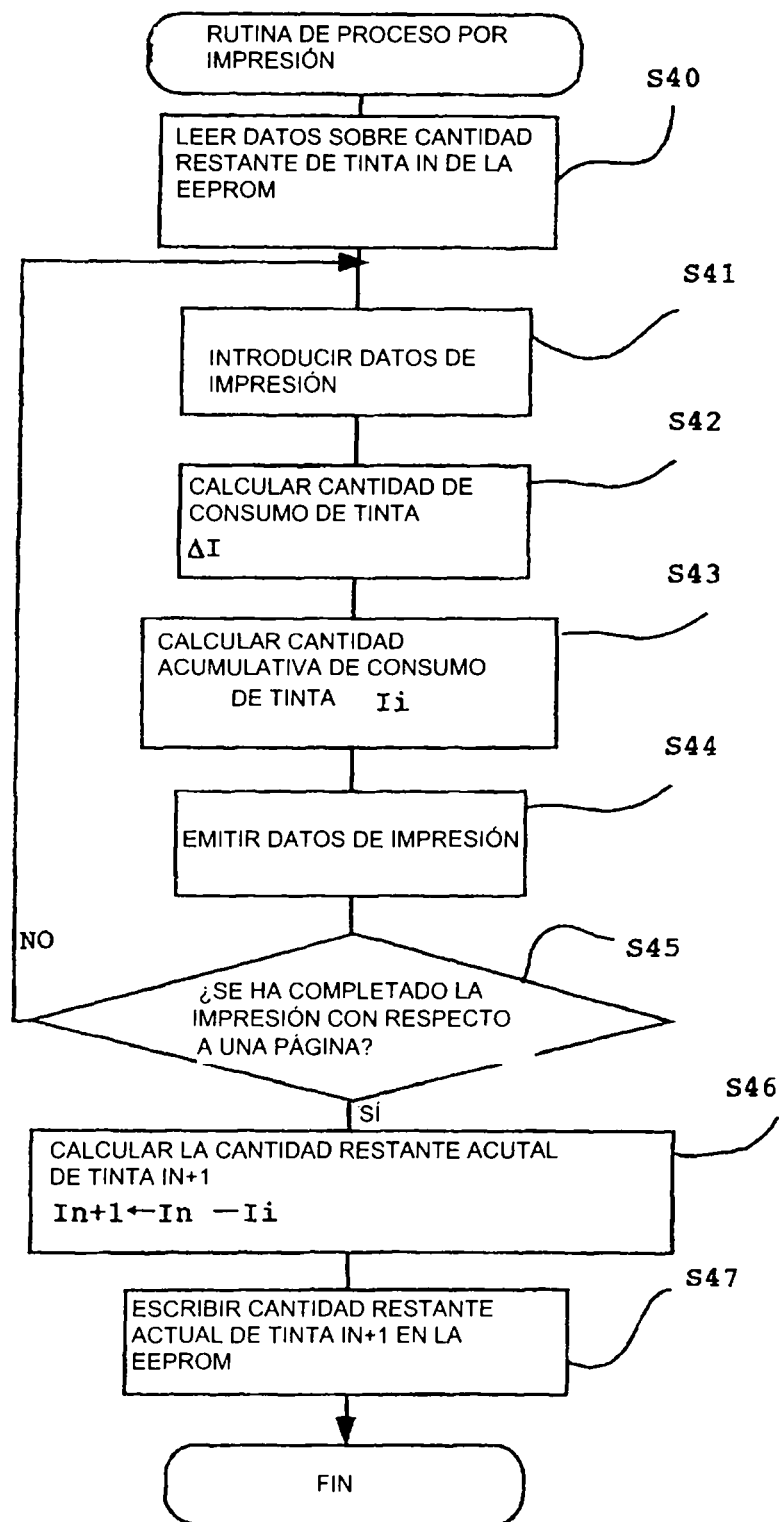 RUTINA DE PROCESO POR
IMPRESIÓN
S40
LEER DATOS SOBRE CANTIDAD
RESTANTE DE TINTA IN DE LA
EEPROM
S41
INTRODUCIR DATOS DE
IMPRESIÓN
S42
CALCULAR CANTIDAD DE
CONSUMO DE TINTA
ΔI
S43
CALCULAR CANTIDAD
ACUMULATIVA DE CONSUMO
DE TINTA Ii
S44
EMITIR DATOS DE IMPRESIÓN
NO
S45
¿SE HA COMPLETADO LA
IMPRESIÓN CON RESPECTO
A UNA PÁGINA?
SÍ
S46
CALCULAR LA CANTIDAD RESTANTE ACUTAL
DE TINTA IN+1
In+1←In —Ii
S47
ESCRIBIR CANTIDAD RESTANTE
ACTUAL DE TINTA IN+1 EN LA
EEPROM
FIN